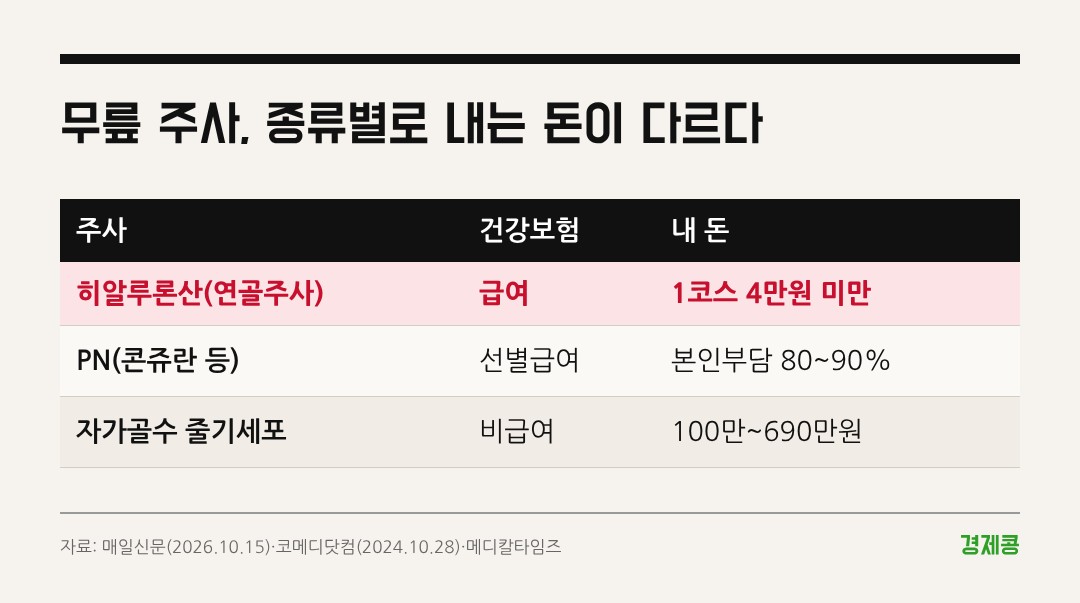 무릎 주사, 종류별로 내는 돈이 다르다
주사 건강보험 내 돈
히알루론산(연골주사) 급여 1코스 4만원 미만
PN(콘쥬란 등) 선별급여 본인부담 80~90%
자가골수 줄기세포 비급여 100만~690만원
자료: 매일신문(2026.10.15)·코메디닷컴(2024.10.28)·메디칼타임즈
경제콩